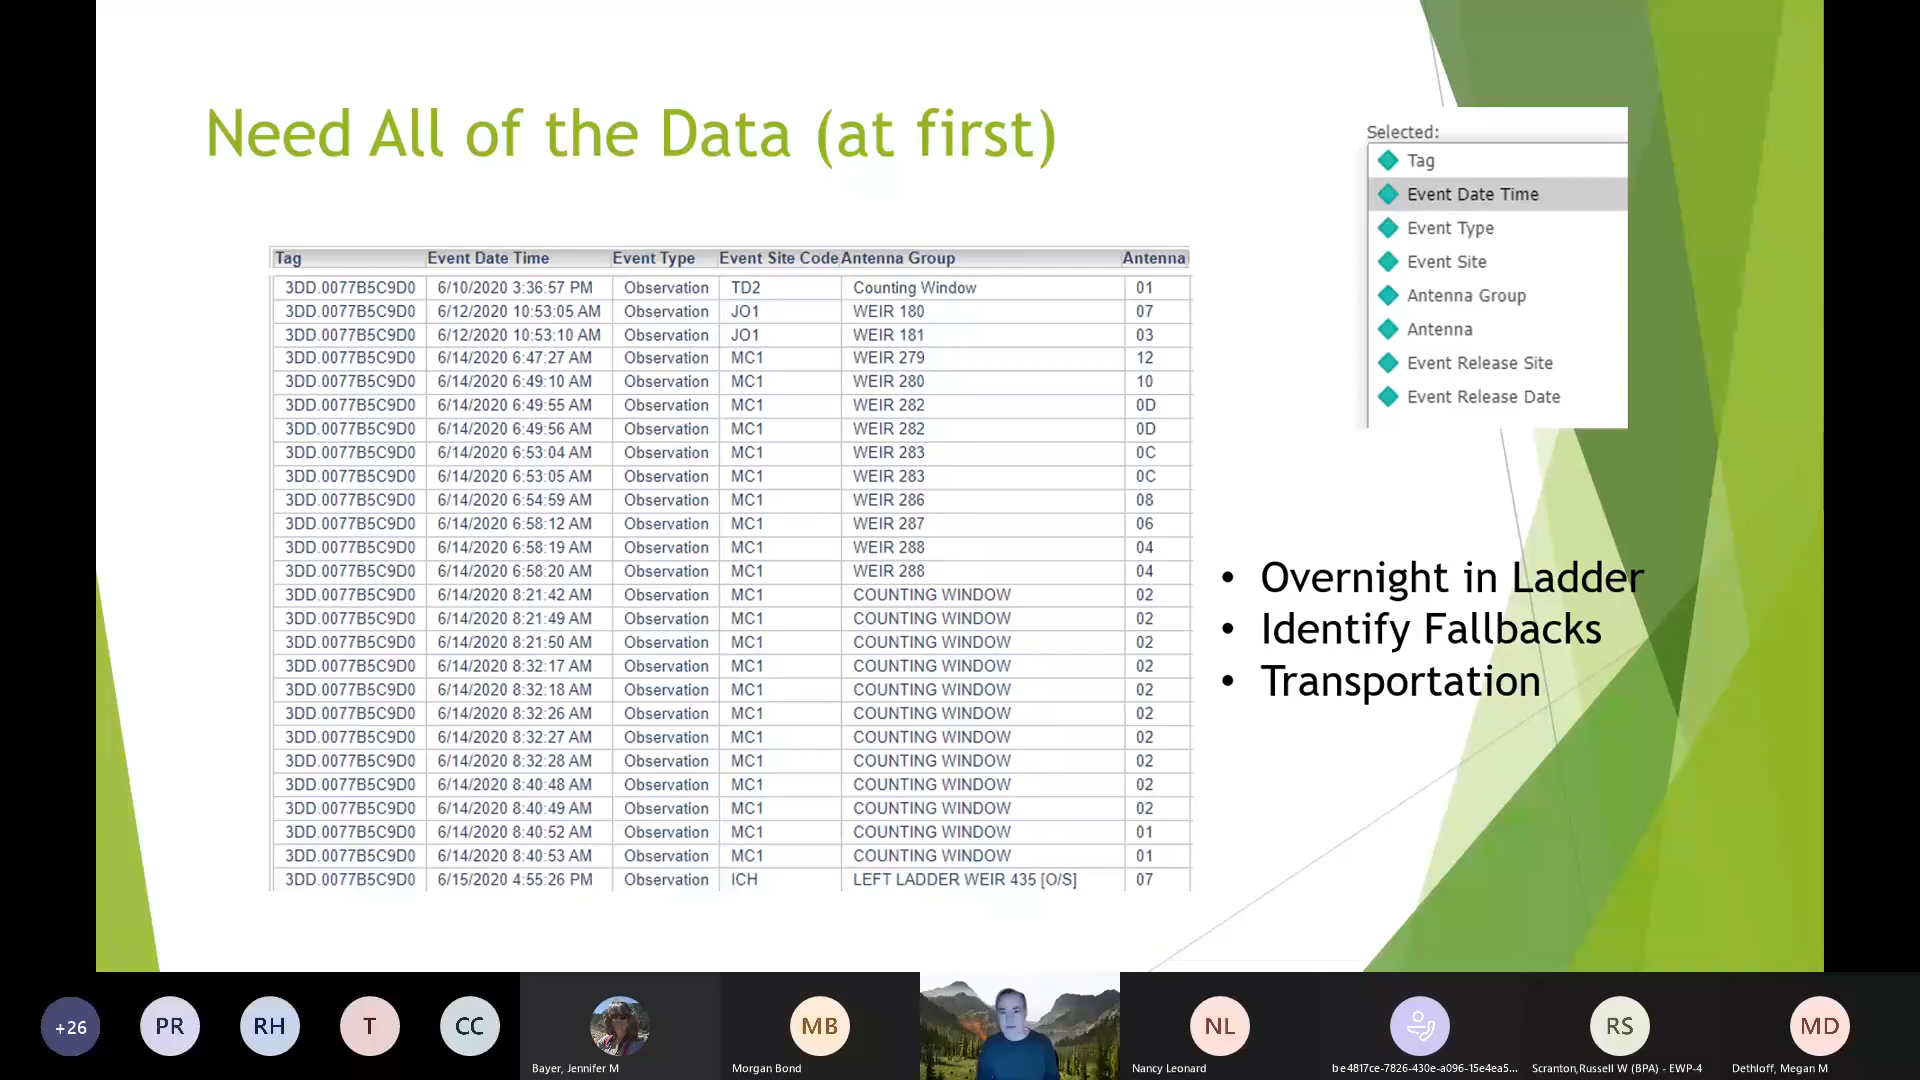 Need All of the Data (at first)
Selected:
Tag
Event Date Time
Event Type
Event Site
Antenna Group
Antenna
Event Release Site
Event Release Date
Tag Event Date Time Event Type Event Site Code Antenna Group Antenna
3DD.0077B5C9D0 6/10/2020 3:36:57 PM Observation TD2 Counting Window 01
3DD.0077B5C9D0 6/12/2020 10:53:05 AM Observation JO1 WEIR 180 07
3DD.0077B5C9D0 6/12/2020 10:53:10 AM Observation JO1 WEIR 181 03
3DD.0077B5C9D0 6/14/2020 6:47:27 AM Observation MC1 WEIR 279 12
3DD.0077B5C9D0 6/14/2020 6:49:10 AM Observation MC1 WEIR 280 10
3DD.0077B5C9D0 6/14/2020 6:49:55 AM Observation MC1 WEIR 282 0D
3DD.0077B5C9D0 6/14/2020 6:49:56 AM Observation MC1 WEIR 282 0D
3DD.0077B5C9D0 6/14/2020 6:53:04 AM Observation MC1 WEIR 283 0C
3DD.0077B5C9D0 6/14/2020 6:53:05 AM Observation MC1 WEIR 283 0C
3DD.0077B5C9D0 6/14/2020 6:54:59 AM Observation MC1 WEIR 286 08
3DD.0077B5C9D0 6/14/2020 6:58:12 AM Observation MC1 WEIR 287 06
3DD.0077B5C9D0 6/14/2020 6:58:19 AM Observation MC1 WEIR 288 04
3DD.0077B5C9D0 6/14/2020 6:58:20 AM Observation MC1 WEIR 288 04
3DD.0077B5C9D0 6/14/2020 8:21:42 AM Observation MC1 COUNTING WINDOW 02
3DD.0077B5C9D0 6/14/2020 8:21:49 AM Observation MC1 COUNTING WINDOW 02
3DD.0077B5C9D0 6/14/2020 8:21:50 AM Observation MC1 COUNTING WINDOW 02
3DD.0077B5C9D0 6/14/2020 8:32:17 AM Observation MC1 COUNTING WINDOW 02
3DD.0077B5C9D0 6/14/2020 8:32:18 AM Observation MC1 COUNTING WINDOW 02
3DD.0077B5C9D0 6/14/2020 8:32:26 AM Observation MC1 COUNTING WINDOW 02
3DD.0077B5C9D0 6/14/2020 8:32:27 AM Observation MC1 COUNTING WINDOW 02
3DD.0077B5C9D0 6/14/2020 8:32:28 AM Observation MC1 COUNTING WINDOW 02
3DD.0077B5C9D0 6/14/2020 8:40:48 AM Observation MC1 COUNTING WINDOW 02
3DD.0077B5C9D0 6/14/2020 8:40:49 AM Observation MC1 COUNTING WINDOW 02
3DD.0077B5C9D0 6/14/2020 8:40:52 AM Observation MC1 COUNTING WINDOW 01
3DD.0077B5C9D0 6/14/2020 8:40:53 AM Observation MC1 COUNTING WINDOW 01
3DD.0077B5C9D0 6/15/2020 4:55:26 PM Observation ICH LEFT LADDER WEIR 435 [O/S] 07
• Overnight in Ladder
• Identify Fallbacks
• Transportation
+26 PR RH T CC MB NL RS MD
Bayer, Jennifer M Morgan Bond Nancy Leonard be4817ce-7826-430e-a096-15e4ea5... Scranton,Russell W (BPA) - EWP-4 Dethloff, Megan M